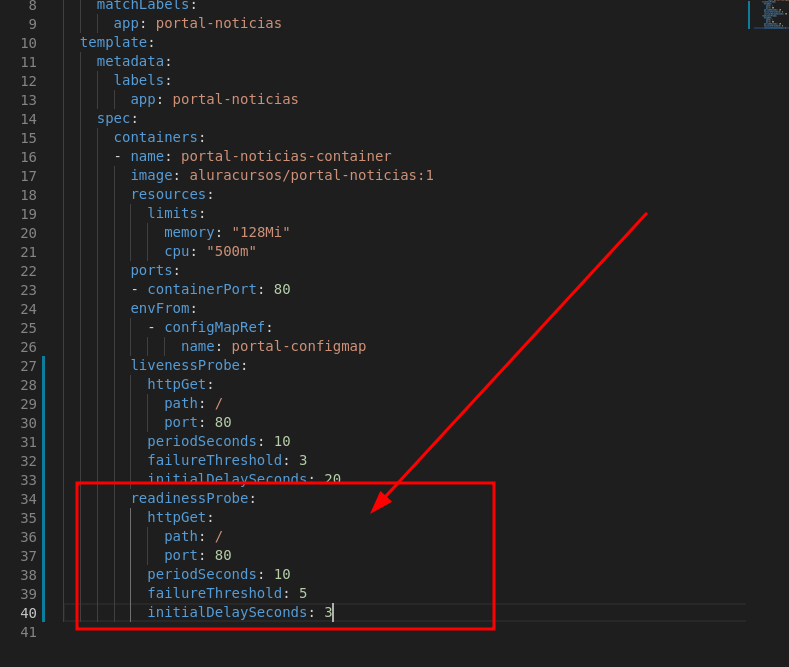 8 matchLabels:
9 app: portal-noticias
10 template:
11 metadata:
12 labels:
13 app: portal-noticias
14 spec:
15 containers:
16 - name: portal-noticias-container
17 image: aluracursos/portal-noticias:1
18 resources:
19 limits:
20 memory: "128Mi"
21 cpu: "500m"
22 ports:
23 - containerPort: 80
24 envFrom:
25 - configMapRef:
26 name: portal-configmap
27 livenessProbe:
28 httpGet:
29 path: /
30 port: 80
31 periodSeconds: 10
32 failureThreshold: 3
33 initialDelaySeconds: 20
34 readinessProbe:
35 httpGet:
36 path: /
37 port: 80
38 periodSeconds: 10
39 failureThreshold: 5
40 initialDelaySeconds: 3
41